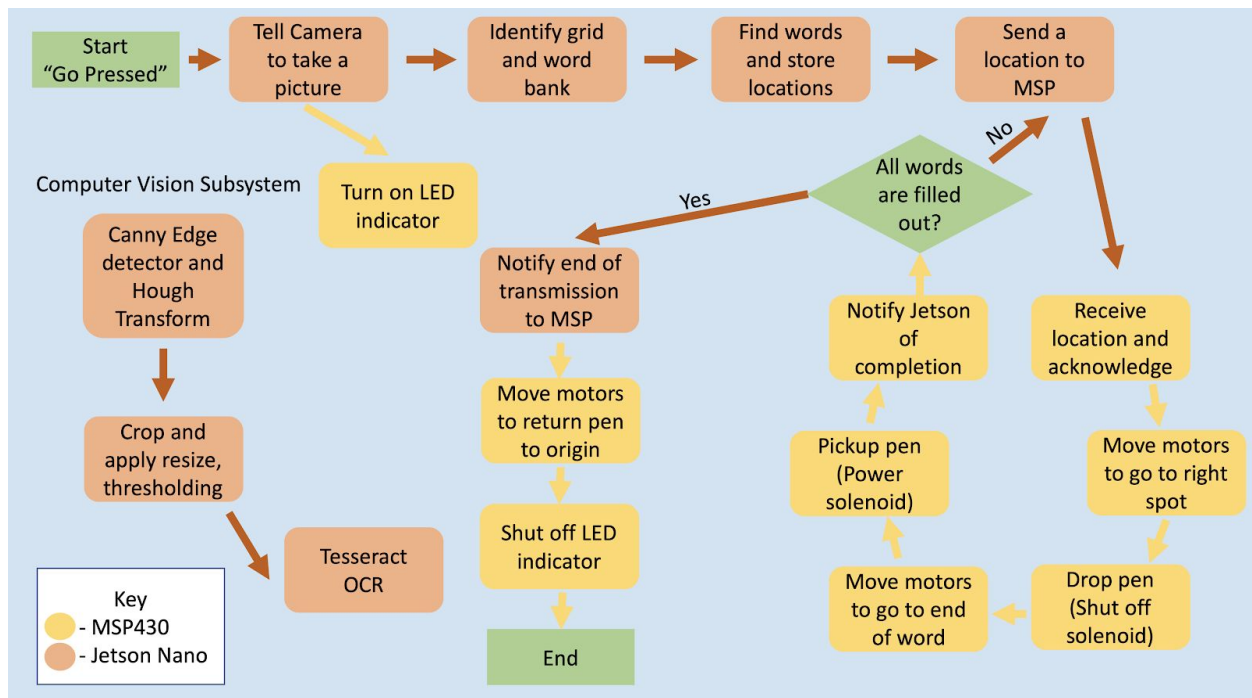 Start
“Go Pressed”
Tell Camera
to take a
picture
Identify grid
and word
bank
Find words
and store
locations
Send a
location to
MSP
No
All words
are filled
out?
Yes
Turn on LED
indicator
Computer Vision Subsystem
Canny Edge
detector and
Hough
Transform
Crop and
apply resize,
thresholding
Tesseract
OCR
Notify end of
transmission
to MSP
Move motors
to return pen
to origin
Shut off LED
indicator
End
Receive
location and
acknowledge
Move motors
to go to right
spot
Drop pen
(Shut off
solenoid)
Move motors
to go to end
of word
Pickup pen
(Power
solenoid)
Notify Jetson
of
completion
Key
- MSP430
- Jetson Nano